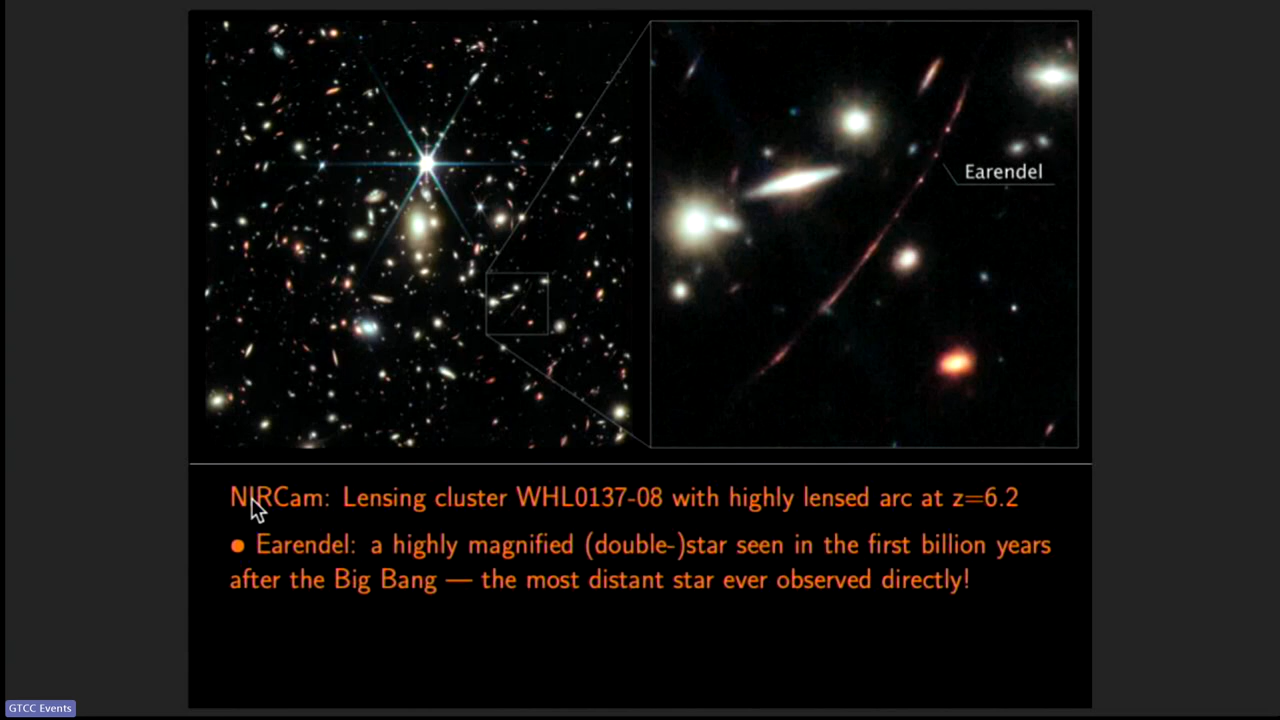 Earendel
NIRCam: Lensing cluster WHL0137-08 with highly lensed arc at z=6.2
● Earendel: a highly magnified (double-)star seen in the first billion years
after the Big Bang — the most distant star ever observed directly!
GTCC Events